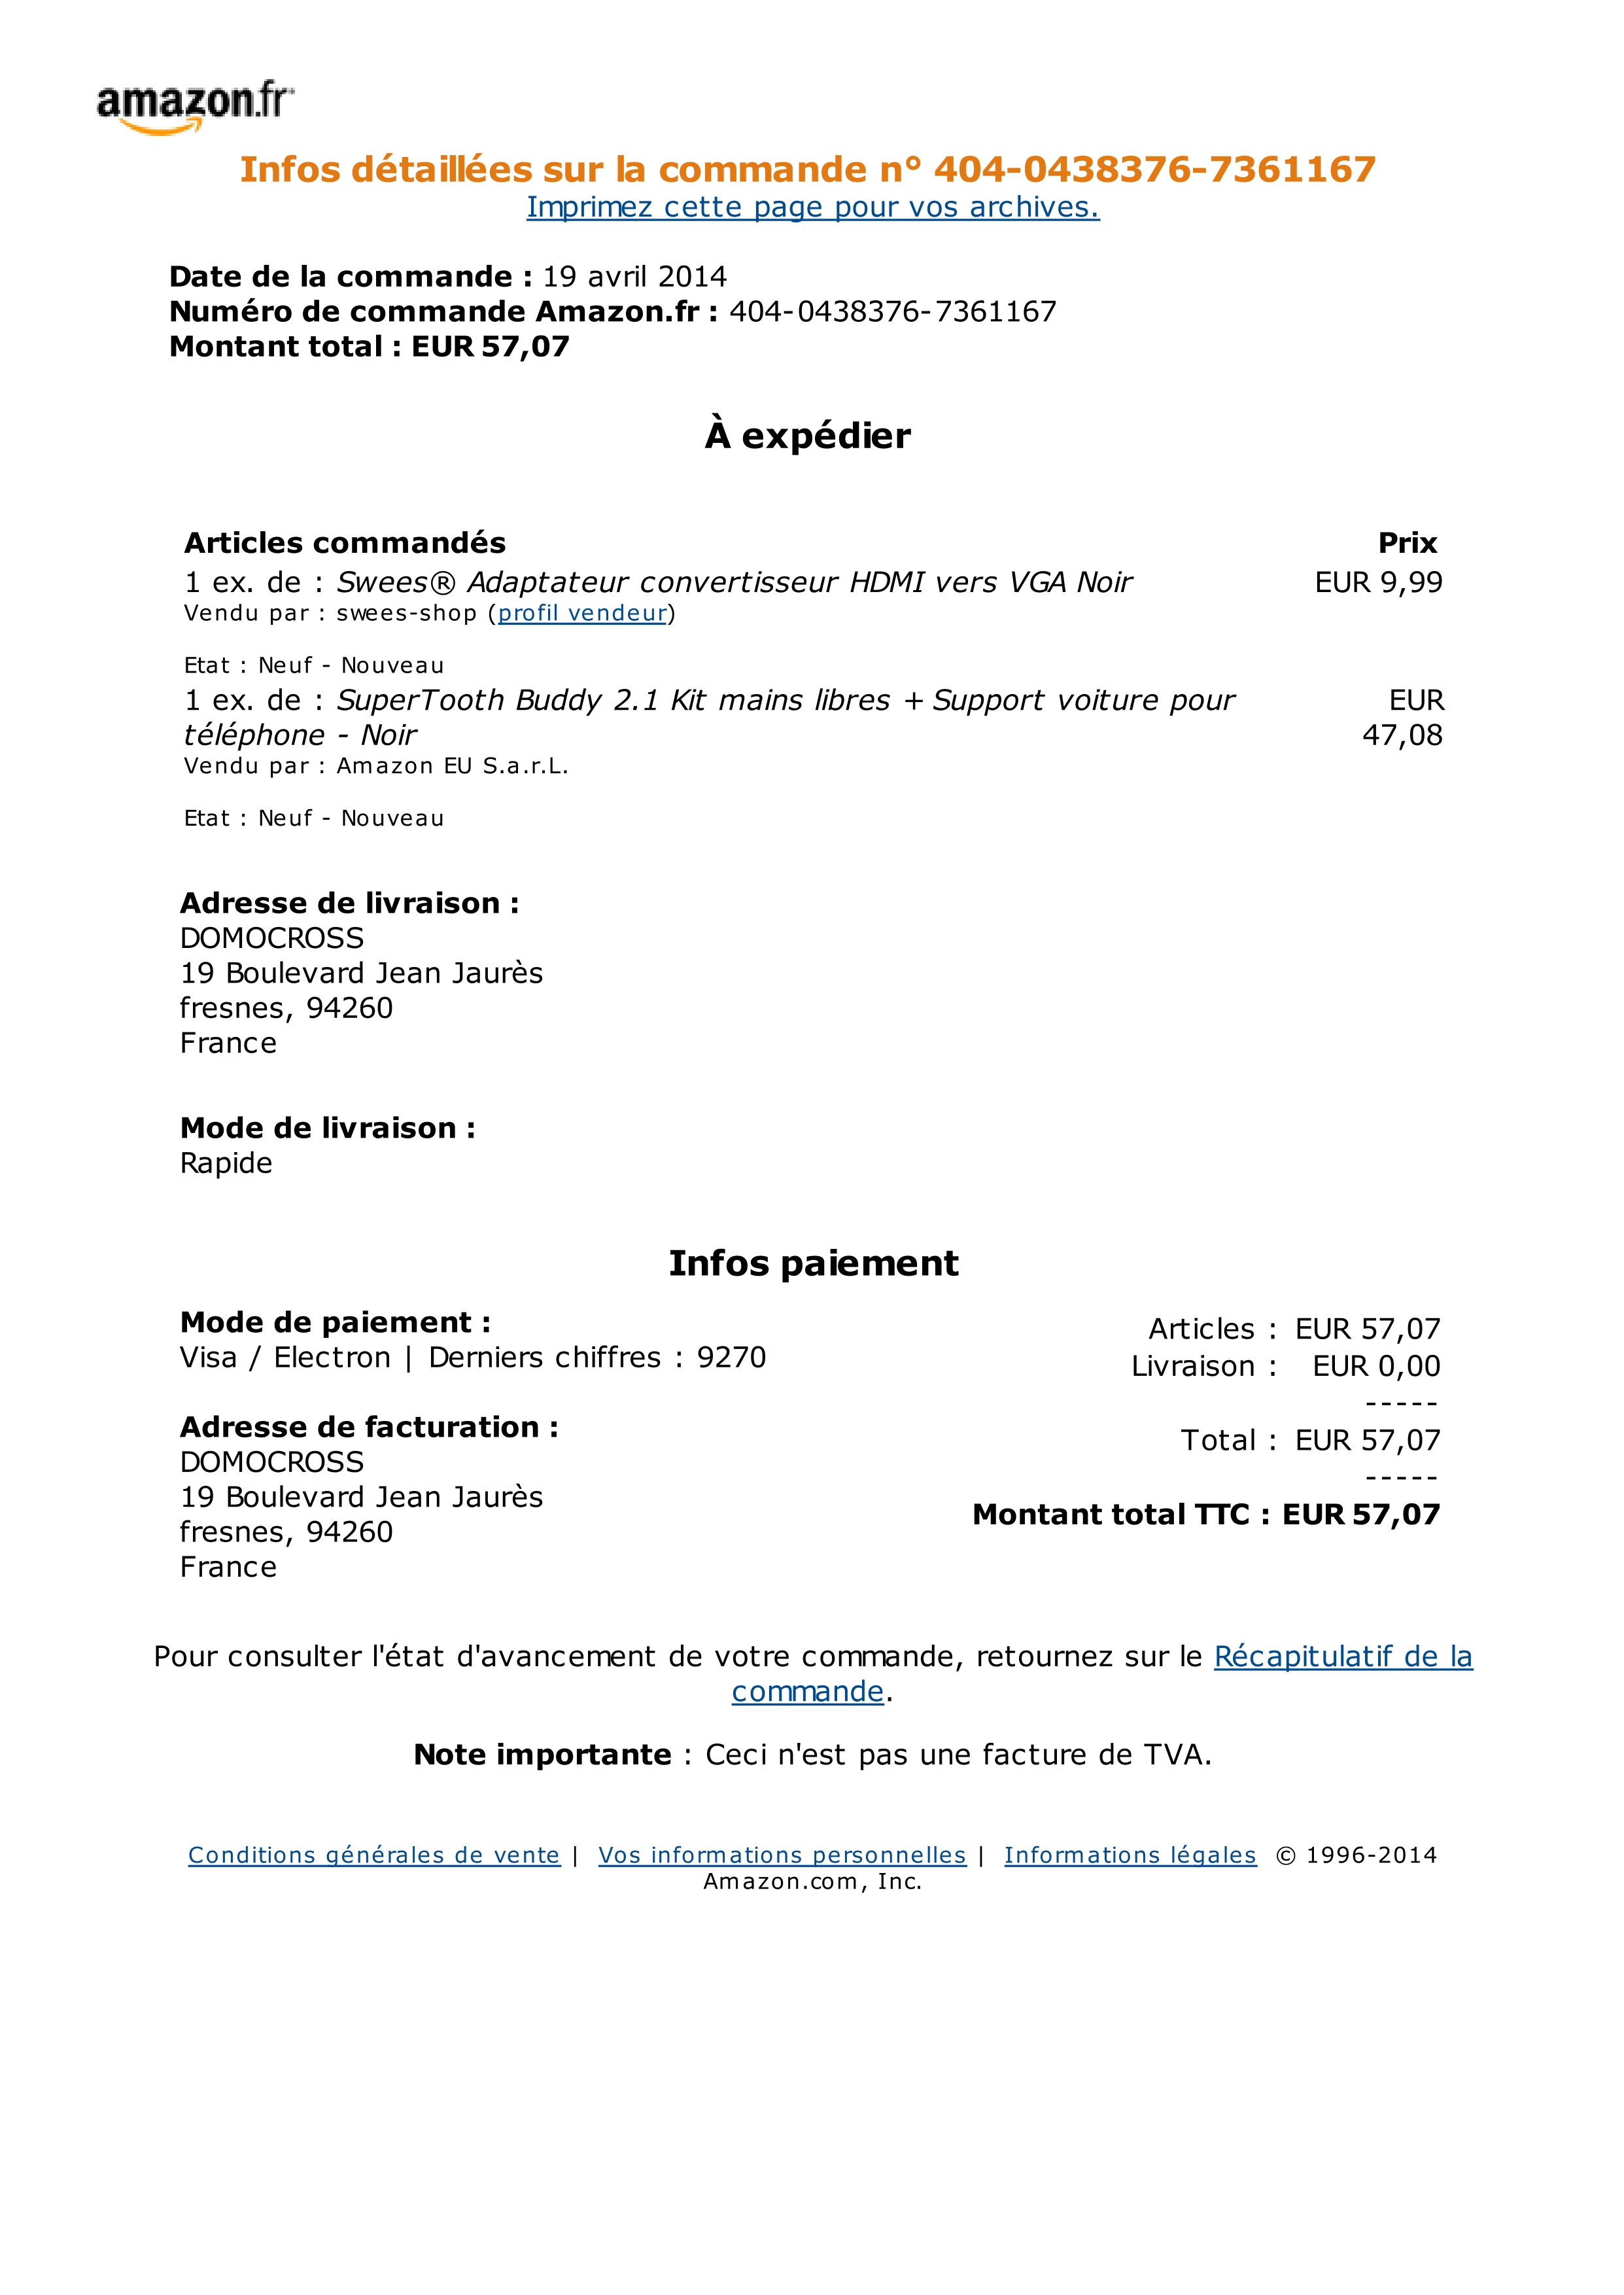 amazon.fr
Infos détaillées sur la commande n° 404-0438376-7361167
Imprimez cette page pour vos archives.
Date de la commande : 19 avril 2014
Numéro de commande Amazon.fr : 404-0438376-7361167
Montant total : EUR 57,07
À expédier
Articles commandés Prix
1 ex. de : Swees® Adaptateur convertisseur HDMI vers VGA Noir EUR 9,99
Vendu par : swees-shop (profil vendeur)
Etat : Neuf - Nouveau
1 ex. de : SuperTooth Buddy 2.1 Kit mains libres + Support voiture pour EUR
téléphone - Noir 47,08
Vendu par : Amazon EU S.a.r.L.
Etat : Neuf - Nouveau
Adresse de livraison :
DOMOCROSS
19 Boulevard Jean Jaurès
fresnes, 94260
France
Mode de livraison :
Rapide
Infos paiement
Mode de paiement :
Visa / Electron | Derniers chiffres : 9270
Adresse de facturation :
DOMOCROSS
19 Boulevard Jean Jaurès
fresnes, 94260
France
Articles : EUR 57,07
Livraison : EUR 0,00
-----
Total : EUR 57,07
-----
Montant total TTC : EUR 57,07
Pour consulter l'état d'avancement de votre commande, retournez sur le Récapitulatif de la
commande.
Note importante : Ceci n'est pas une facture de TVA.
Conditions générales de vente | Vos informations personnelles | Informations légales © 1996-2014
Amazon.com, Inc.